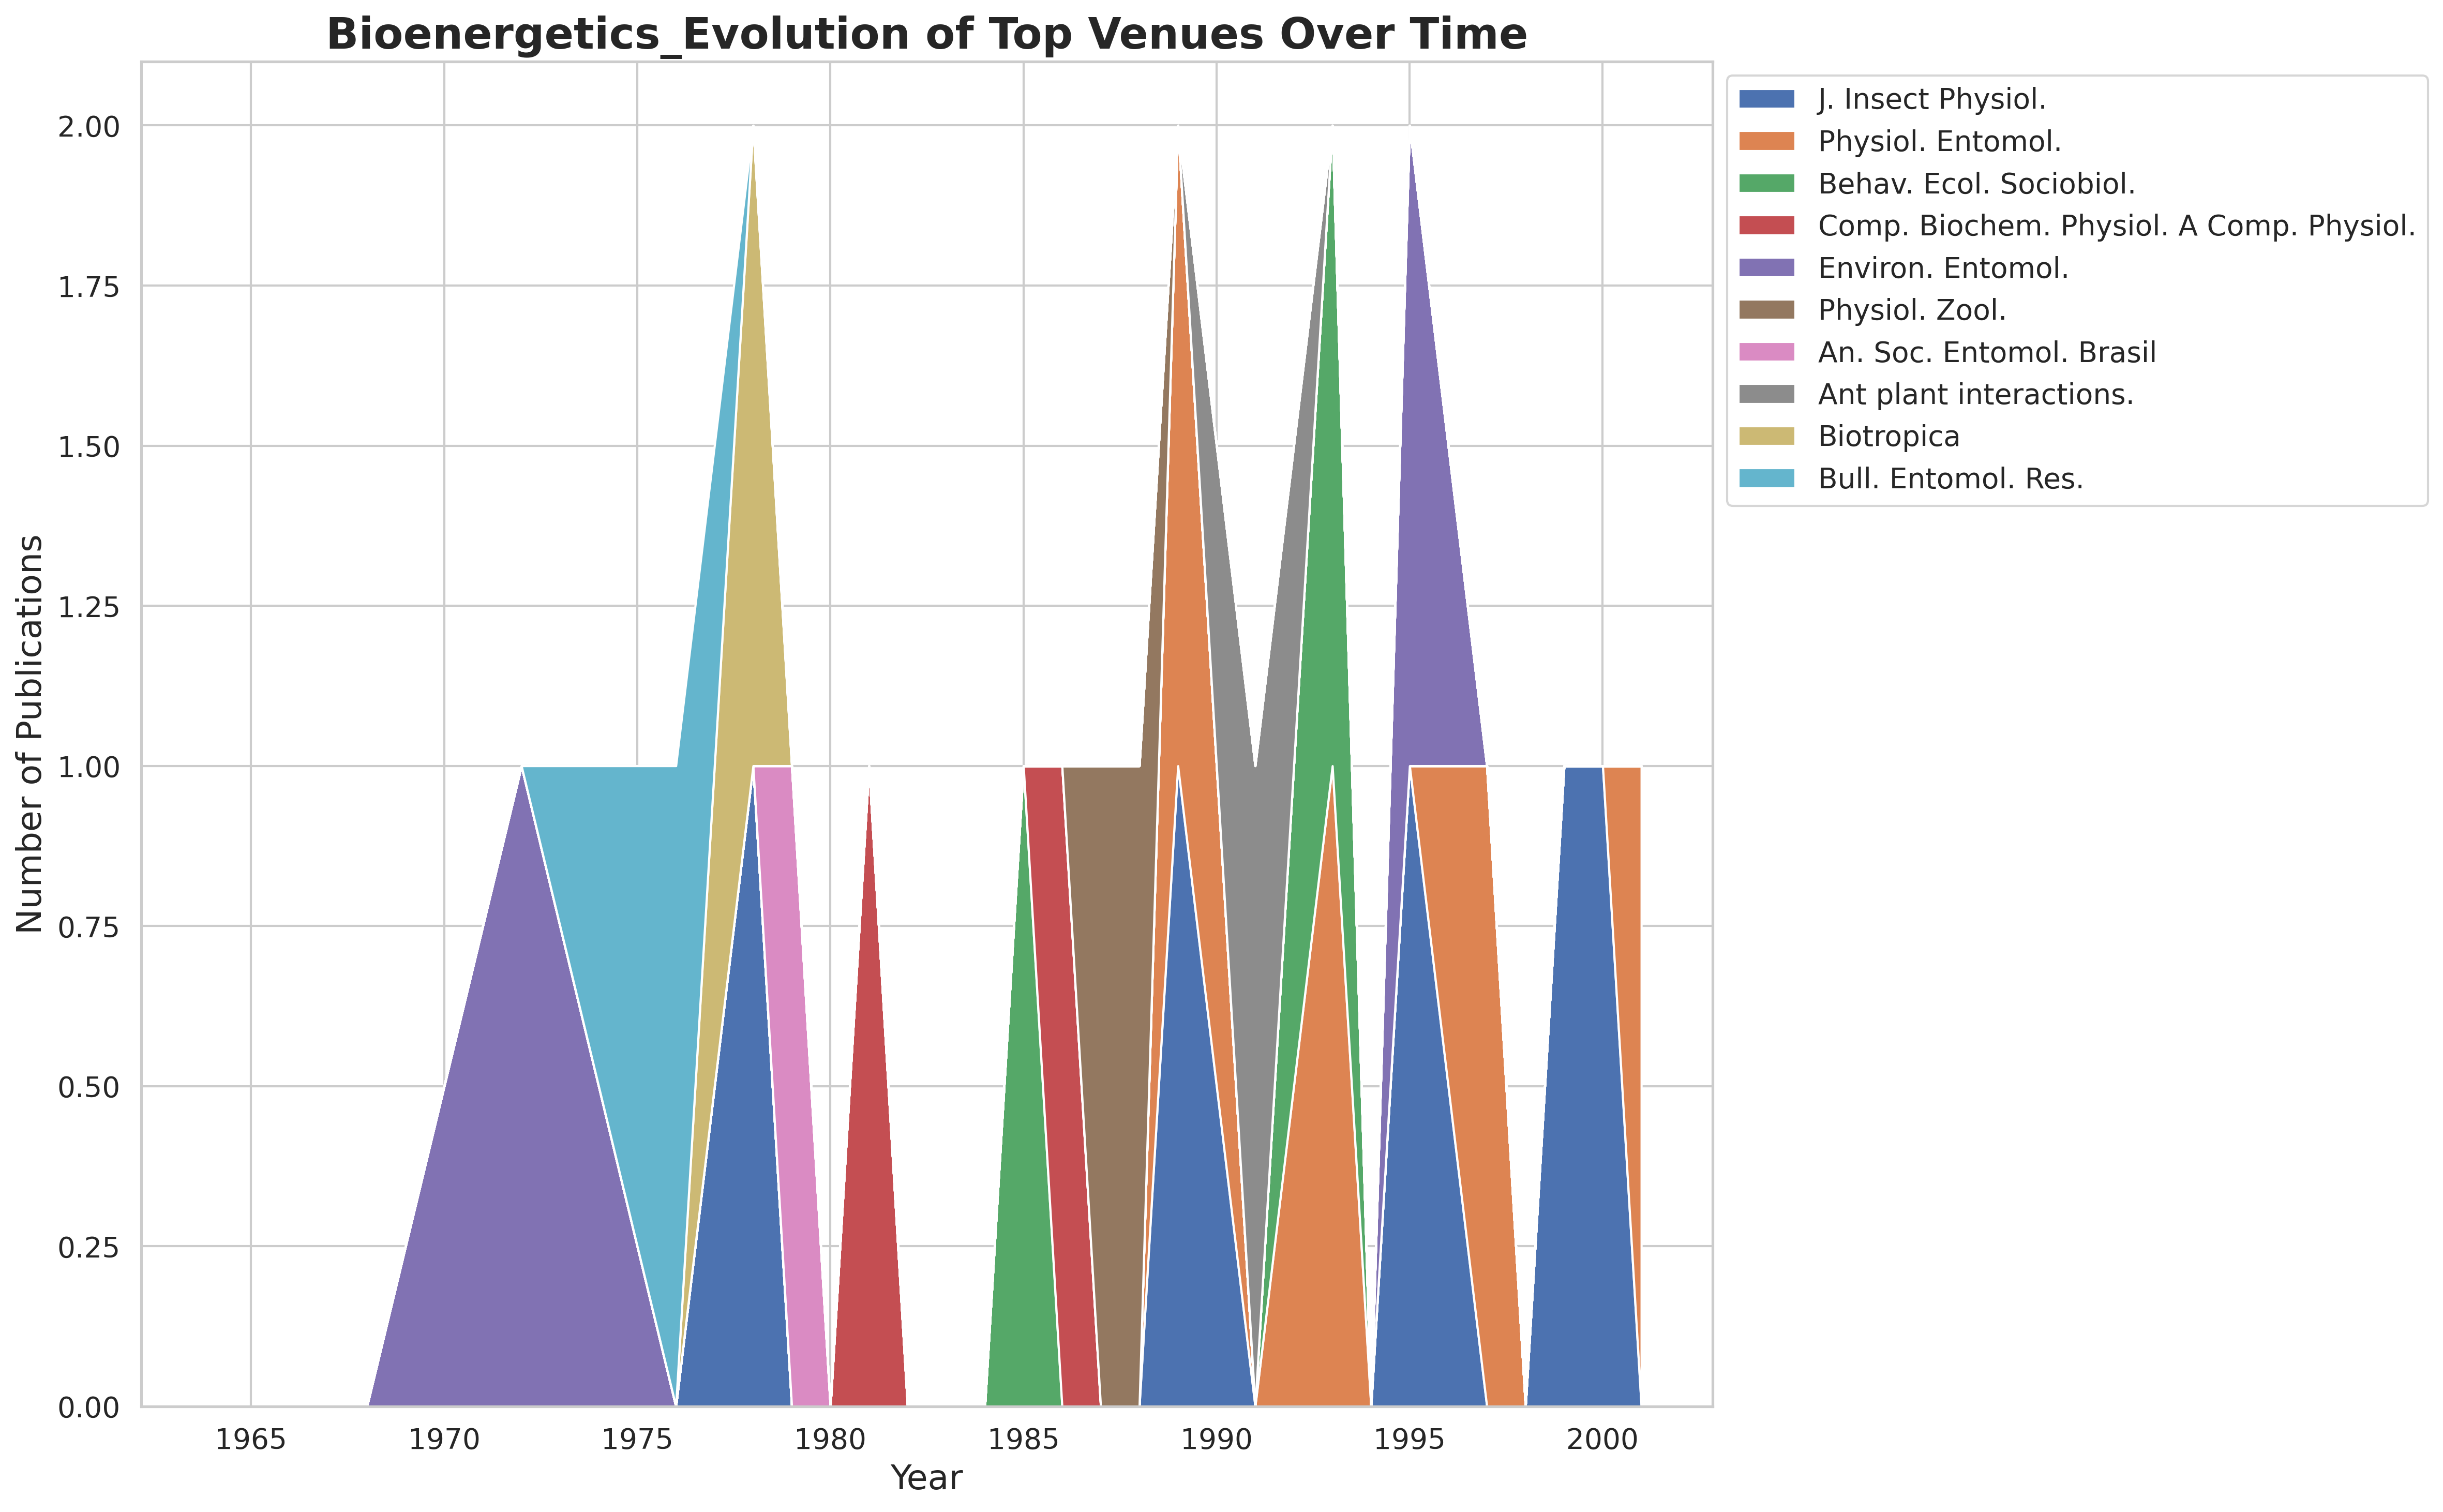 Bioenergetics_Evolution of Top Venues Over Time
J. Insect Physiol.
Physiol. Entomol.
Behav. Ecol. Sociobiol.
Comp. Biochem. Physiol. A Comp. Physiol.
Environ. Entomol.
Physiol. Zool.
An. Soc. Entomol. Brasil
Ant plant interactions.
Biotropica
Bull. Entomol. Res.
Number of Publications
2.00
1.75
1.50
1.25
1.00
0.75
0.50
0.25
0.00
1965 1970 1975 1980 1985 1990 1995 2000
Year